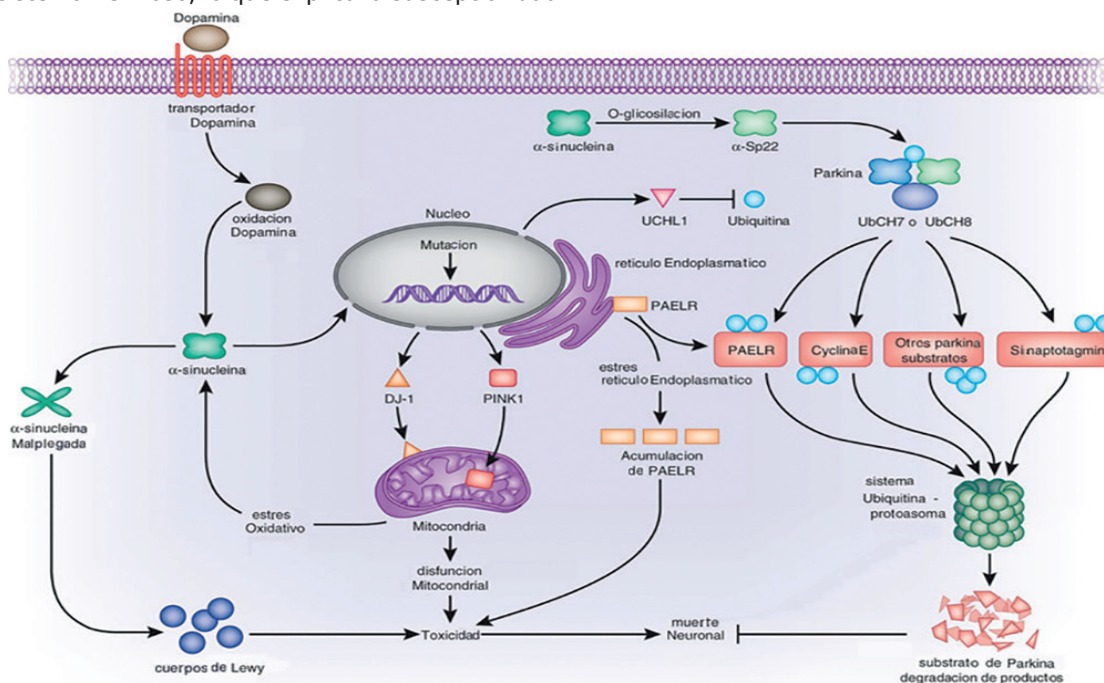 Dopamina
transportador
Dopamina
oxidacion
Dopamina
O-glicosilacion
α-sinucleina
α-Sp22
Parkina
UbCH7 o UbCH8
UCHL1
Ubiquitina
Nucleo
Mutacion
reticulo Endoplasmatico
PAELR
α-sinucleina
α-sinucleina
Malplegada
DJ-1
PINK1
estres
reticulo Endoplasmatico
PAELR
CyclinaE
Otros parkina
substratos
Sinaptotagmin
Acumulacion
de PAELR
estres
Oxidativo
Mitocondria
disfuncion
Mitocondrial
sistema
Ubiquitina -
protoasoma
cuerpos de Lewy
Toxicidad
muerte
Neuronal
substrato de Parkina
degradacion de productos